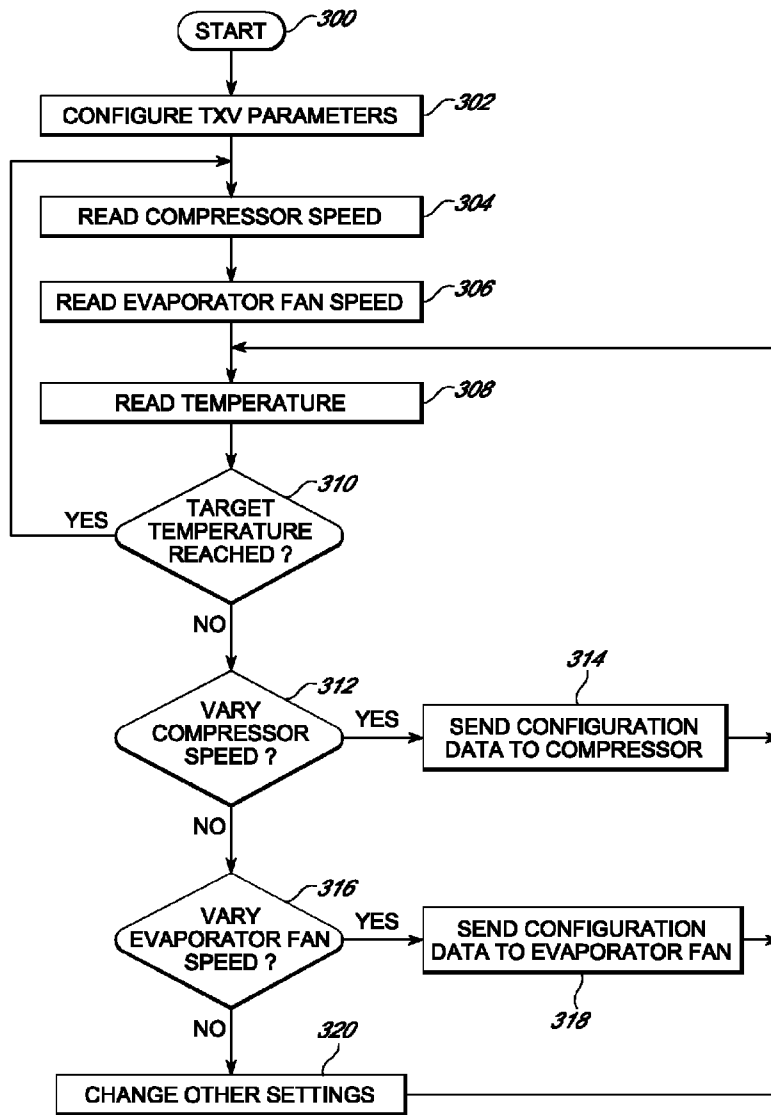 START
300
CONFIGURE TXV PARAMETERS
302
READ COMPRESSOR SPEED
304
READ EVAPORATOR FAN SPEED
306
READ TEMPERATURE
308
310
TARGET
TEMPERATURE
REACHED ?
YES
NO
312
VARY
COMPRESSOR
SPEED ?
YES
314
SEND CONFIGURATION
DATA TO COMPRESSOR
NO
316
VARY
EVAPORATOR FAN
SPEED ?
YES
SEND CONFIGURATION
DATA TO EVAPORATOR FAN
318
NO
320
CHANGE OTHER SETTINGS